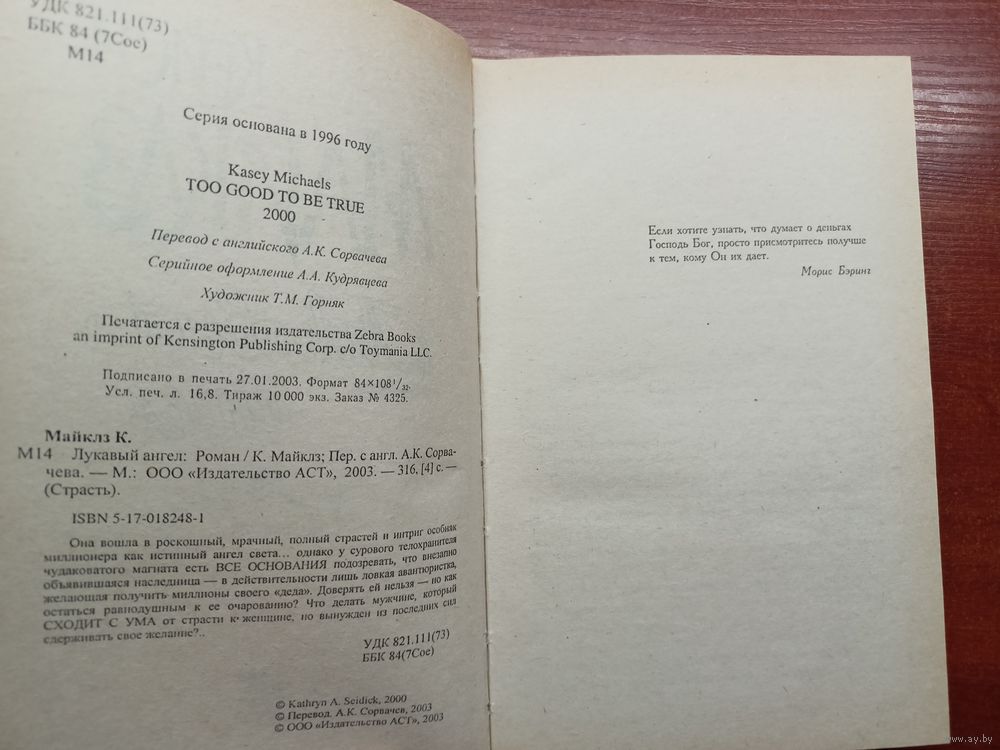 УДК 821.111(73)
ББК 84 (7Сое)
М14
Серия основана в 1996 году
Kasey Michaels
TOO GOOD TO BE TRUE
2000
Перевод с английского А.К. Сорвачева
Серийное оформление А.А. Кудрявцева
Художник Т.М. Горняк
Печатается с разрешения издательства Zebra Books
an imprint of Kensington Publishing Corp. c/o Toymania LLC.
Подписано в печать 27.01.2003. Формат 84×108 1/32.
Усл. печ. л. 16,8. Тираж 10 000 экз. Заказ № 4325.
Майклз К.
М14 Лукавый ангел: Роман / К. Майклз; Пер. с англ. А.К. Сорва-
чева. — М.: ООО «Издательство АСТ», 2003. — 316, [4] с. —
(Страсть).
ISBN 5-17-018248-1
Она вошла в роскошный, мрачный, полный страстей и интриг особняк
миллионера как истинный ангел света... однако у сурового телохранителя
чудаковатого магната есть ВСЕ ОСНОВАНИЯ подозревать, что внезапно
объявившаяся наследница — в действительности лишь ловкая авантюристка,
желающая получить миллионы своего «деда». Доверять ей нельзя — но как
остаться равнодушным к ее очарованию? Что делать мужчине, который
СХОДИТ С УМА от страсти к женщине, но вынужден из последних сил
сдерживать свое желание?..
УДК 821.111(73)
ББК 84(7Сое)
© Kathryn A. Seidick, 2000
© Перевод. А.К. Сорвачев, 2003
© ООО «Издательство АСТ», 2003
Если хотите узнать, что думает о деньгах
Господь Бог, просто присмотритесь получше
к тем, кому Он их дает.
Морис Бэринг
www.ay.by